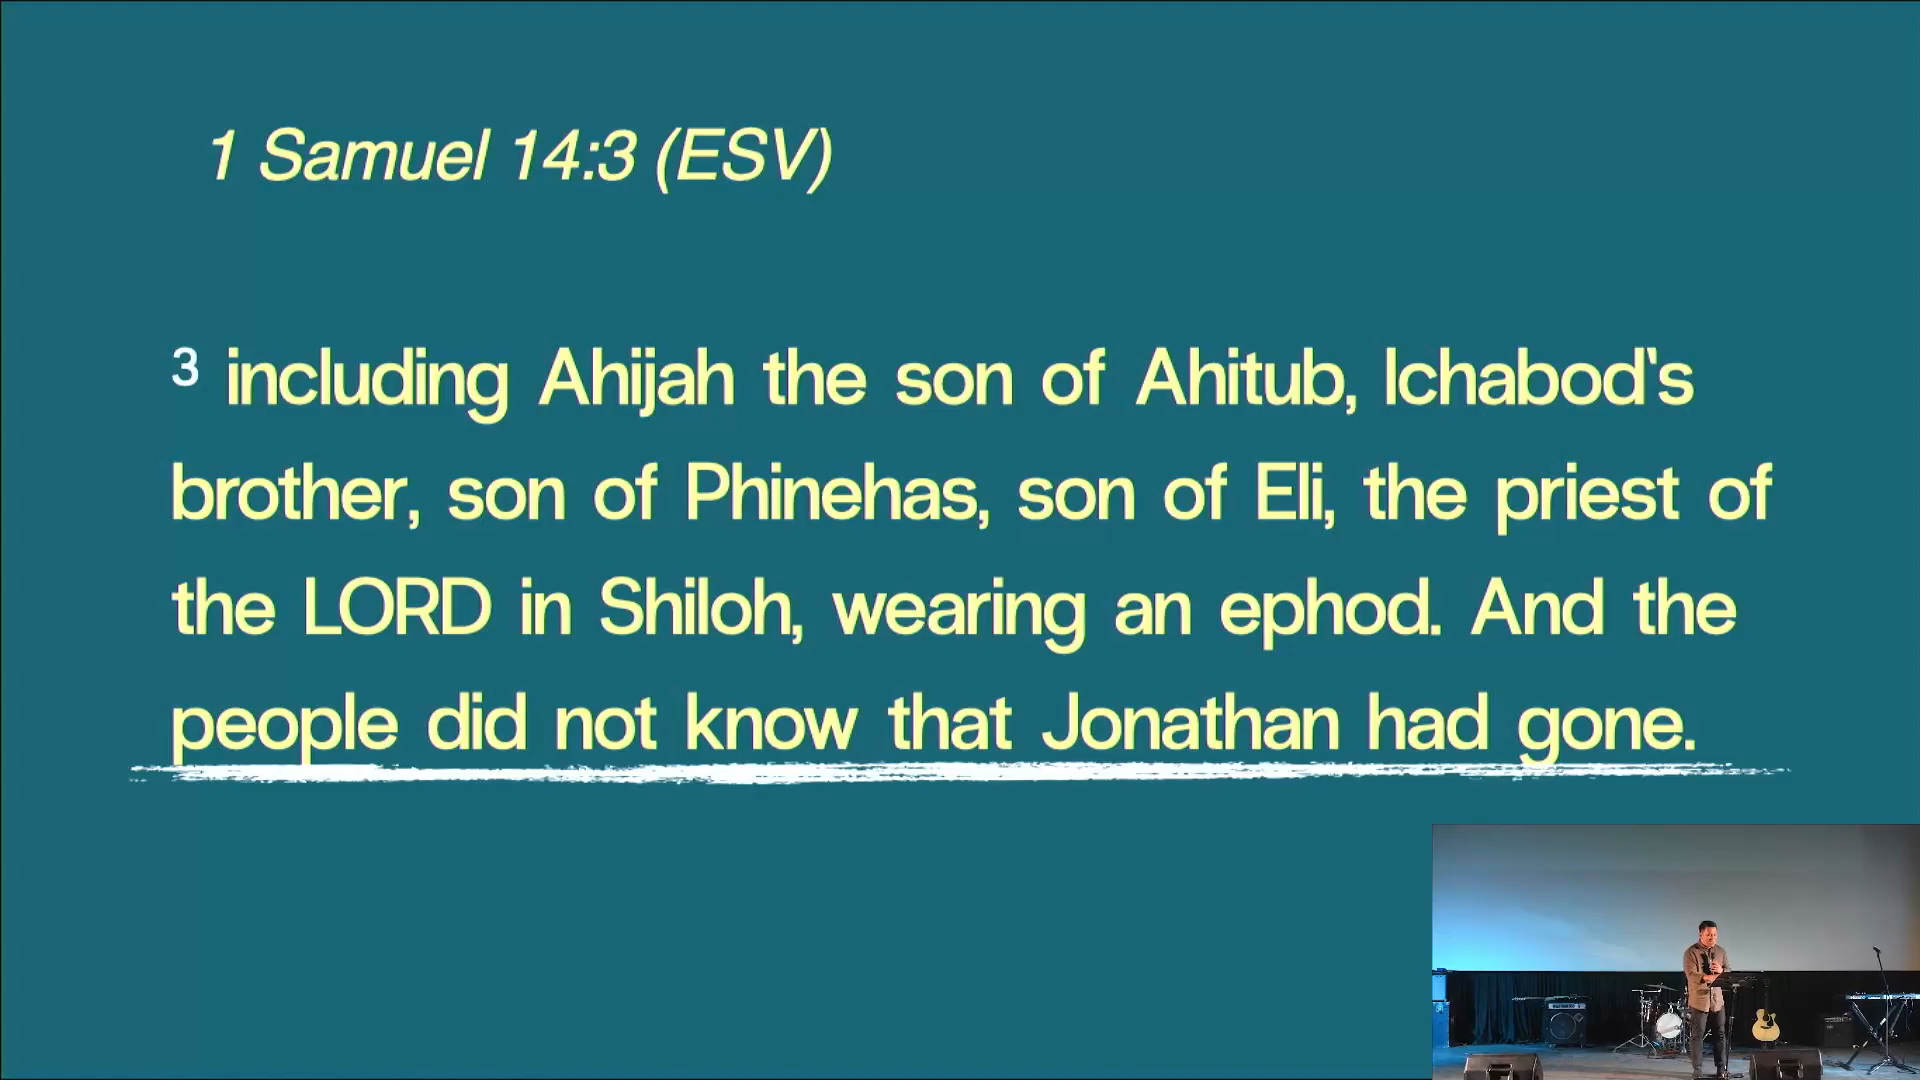 1 Samuel 14:3 (ESV)
3 including Ahijah the son of Ahitub, Ichabod's
brother, son of Phinehas, son of Eli, the priest of
the LORD in Shiloh, wearing an ephod. And the
people did not know that Jonathan had gone.